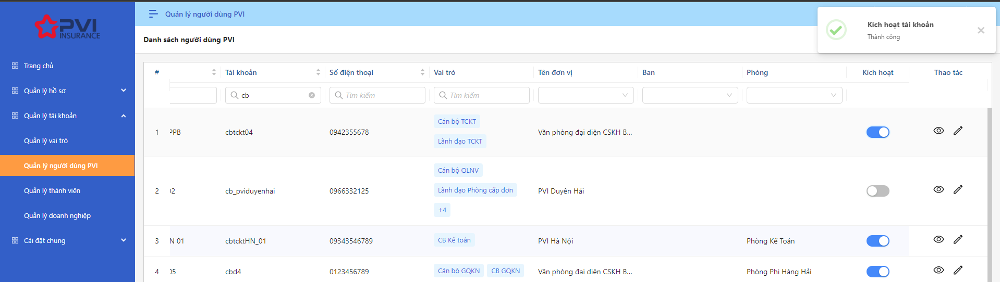 PVI
INSURANCE
Trang chủ
Quản lý hồ sơ
Quản lý tài khoản
Quản lý vai trò
Quản lý người dùng PVI
Quản lý thành viên
Quản lý doanh nghiệp
Cài đặt chung
Quản lý người dùng PVI
Kích hoạt tài khoản
Thành công
Danh sách người dùng PVI
# Tài khoản Số điện thoại Vai trò Tên đơn vị Ban Phòng Kích hoạt Thao tác
cb Tìm kiếm Tìm kiếm
1 PPB cbtckt04 0942355678 Cán bộ TCKT Văn phòng đại diện CSKH B...
Lãnh đạo TCKT
2 02 cb_pviduyenhai 0966332125 Cán bộ QLNV PVI Duyên Hải
Lãnh đạo Phòng cấp đơn
+4
3 N 01 cbtcktHN_01 09343546789 CB Kế toán PVI Hà Nội Phòng Kế Toán
4 05 cbd4 0123456789 Cán bộ GQKN CB GQKN Văn phòng đại diện CSKH B... Phòng Phi Hàng Hải